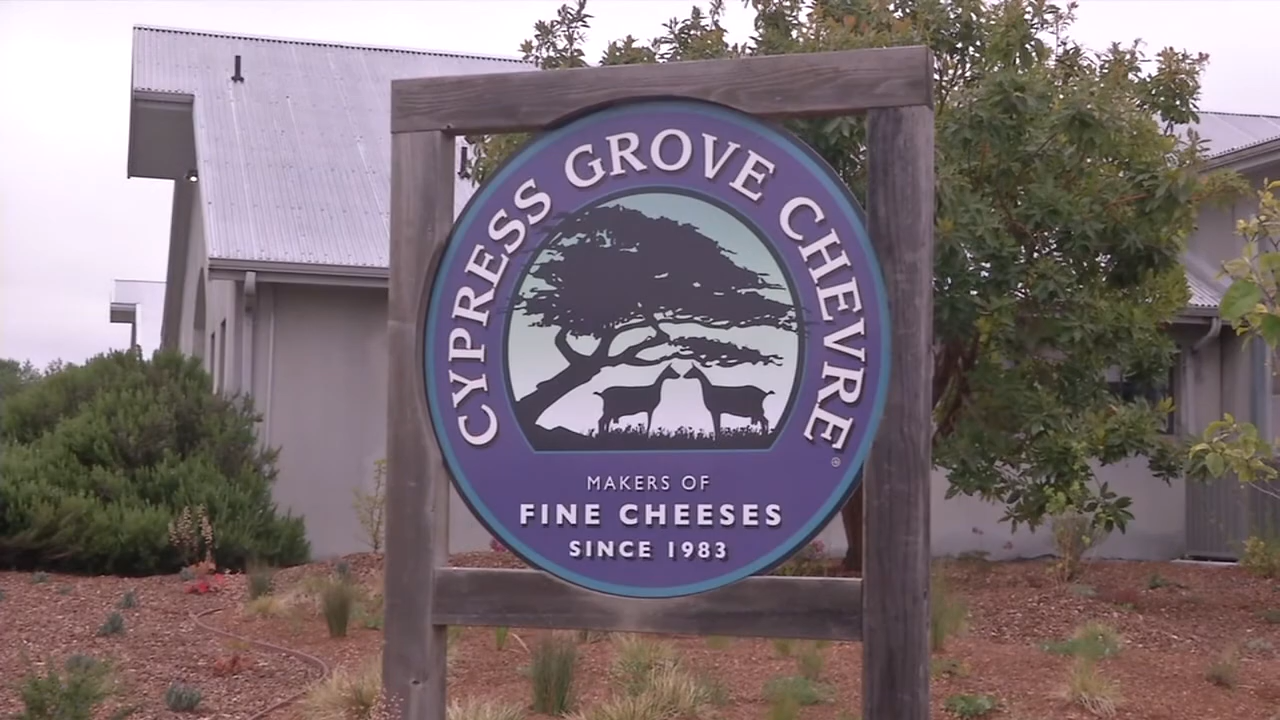 CYPRESS GROVE CHEVRE®
MAKERS OF
FINE CHEESES
SINCE 1983